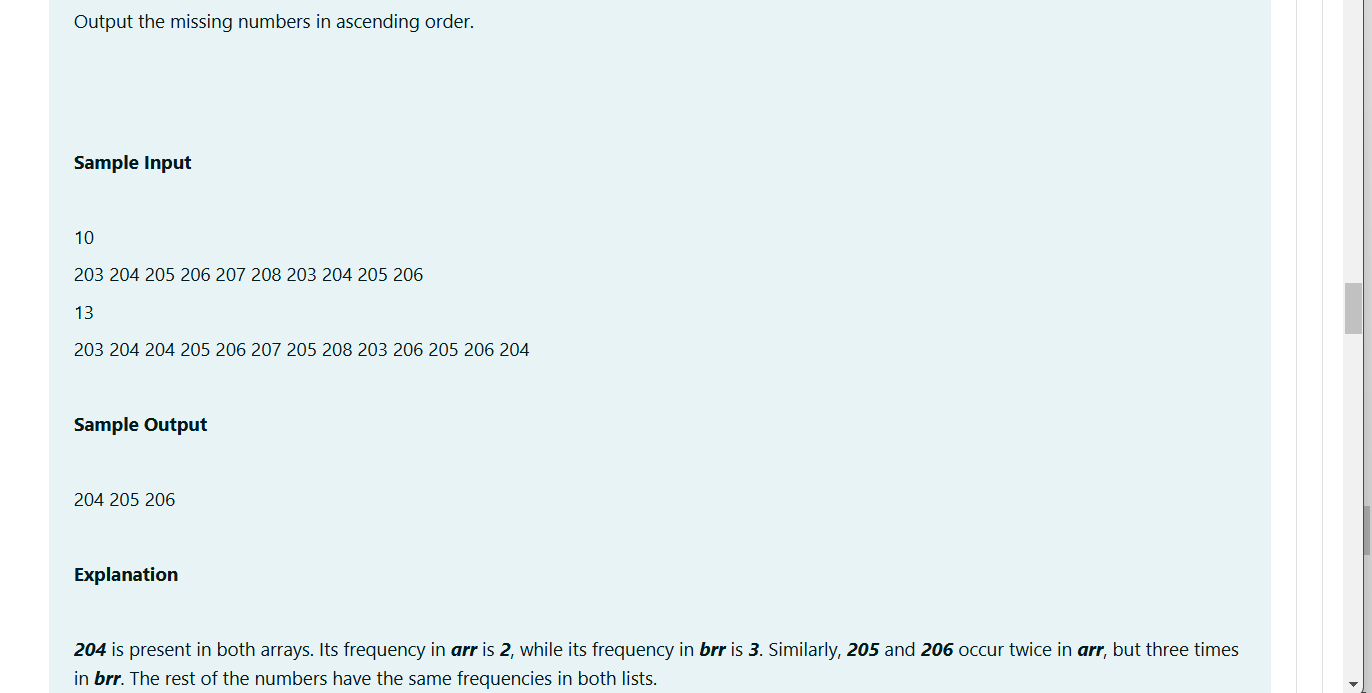 Output the missing numbers in ascending order.
Sample Input
10
203 204 205 206 207 208 203 204 205 206
13
203 204 204 205 206 207 205 208 203 206 205 206 204
Sample Output
204 205 206
Explanation
204 is present in both arrays. Its frequency in arr is 2, while its frequency in brr is 3. Similarly, 205 and 206 occur twice in arr, but three times
in brr. The rest of the numbers have the same frequencies in both lists.